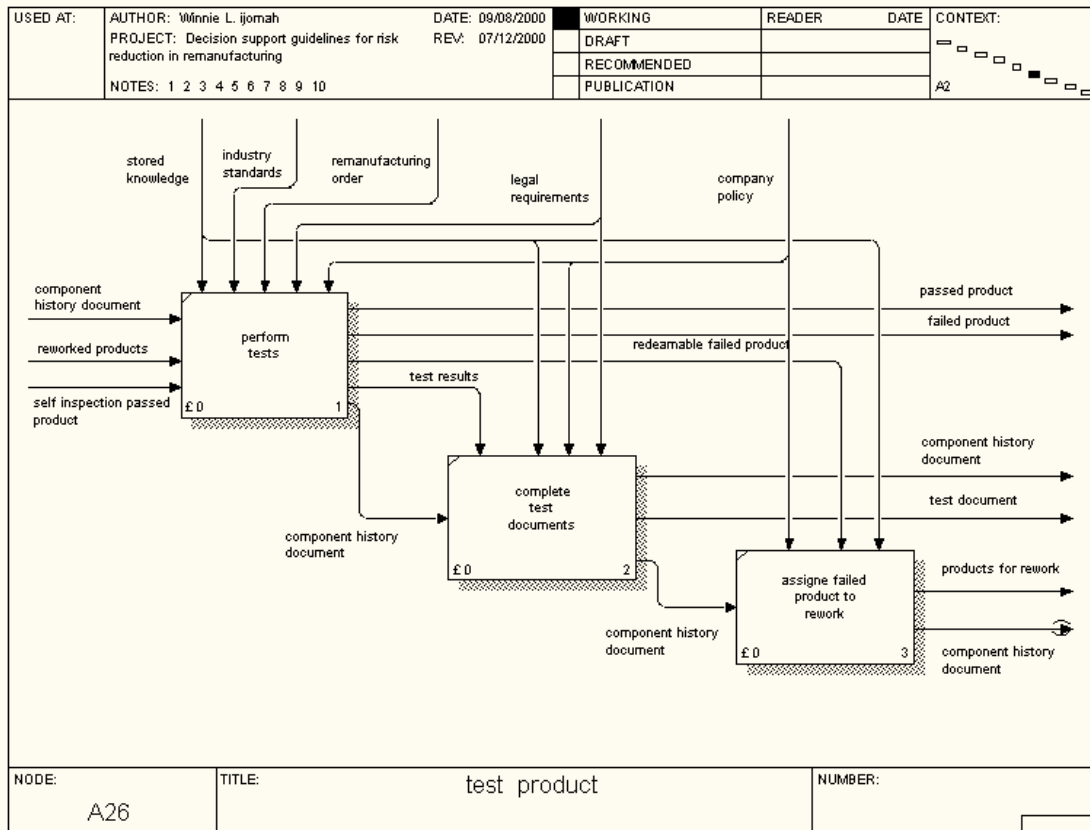 USED AT:
AUTHOR: Winnie L. ijomah
DATE: 09/08/2000
PROJECT: Decision support guidelines for risk
REV: 07/12/2000
reduction in remanufacturing
NOTES: 1 2 3 4 5 6 7 8 9 10
WORKING
DRAFT
RECOMMENDED
PUBLICATION
READER
DATE
CONTEXT:
A2
stored
knowledge
industry
standards
remanufacturing
order
legal
requirements
company
policy
component
history document
reworked products
self inspection passed
product
perform
tests
£ 0
1
passed product
failed product
redeamable failed product
test results
component history
document
complete
test
documents
£ 0
2
component history
document
test document
component history
document
assigne failed
product to
rework
£ 0
3
products for rework
component history
document
NODE:
A26
TITLE:
test product
NUMBER: